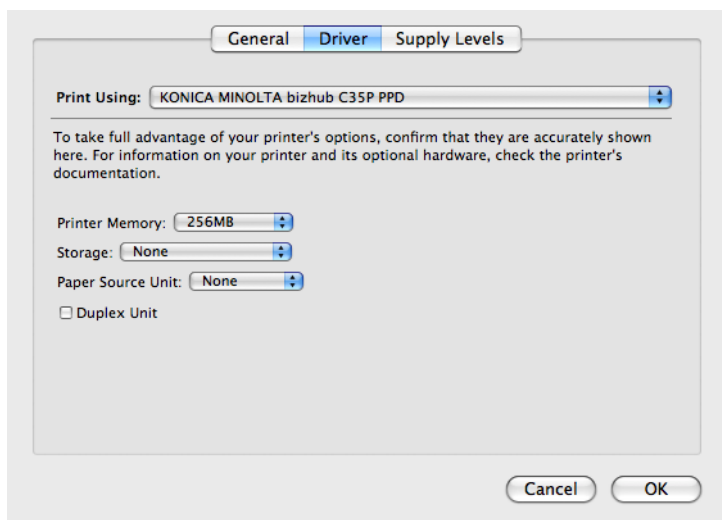 General Driver Supply Levels
Print Using: KONICA MINOLTA bizhub C35P PPD
To take full advantage of your printer's options, confirm that they are accurately shown
here. For information on your printer and its optional hardware, check the printer's
documentation.
Printer Memory: 256MB
Storage: None
Paper Source Unit: None
Duplex Unit
Cancel OK